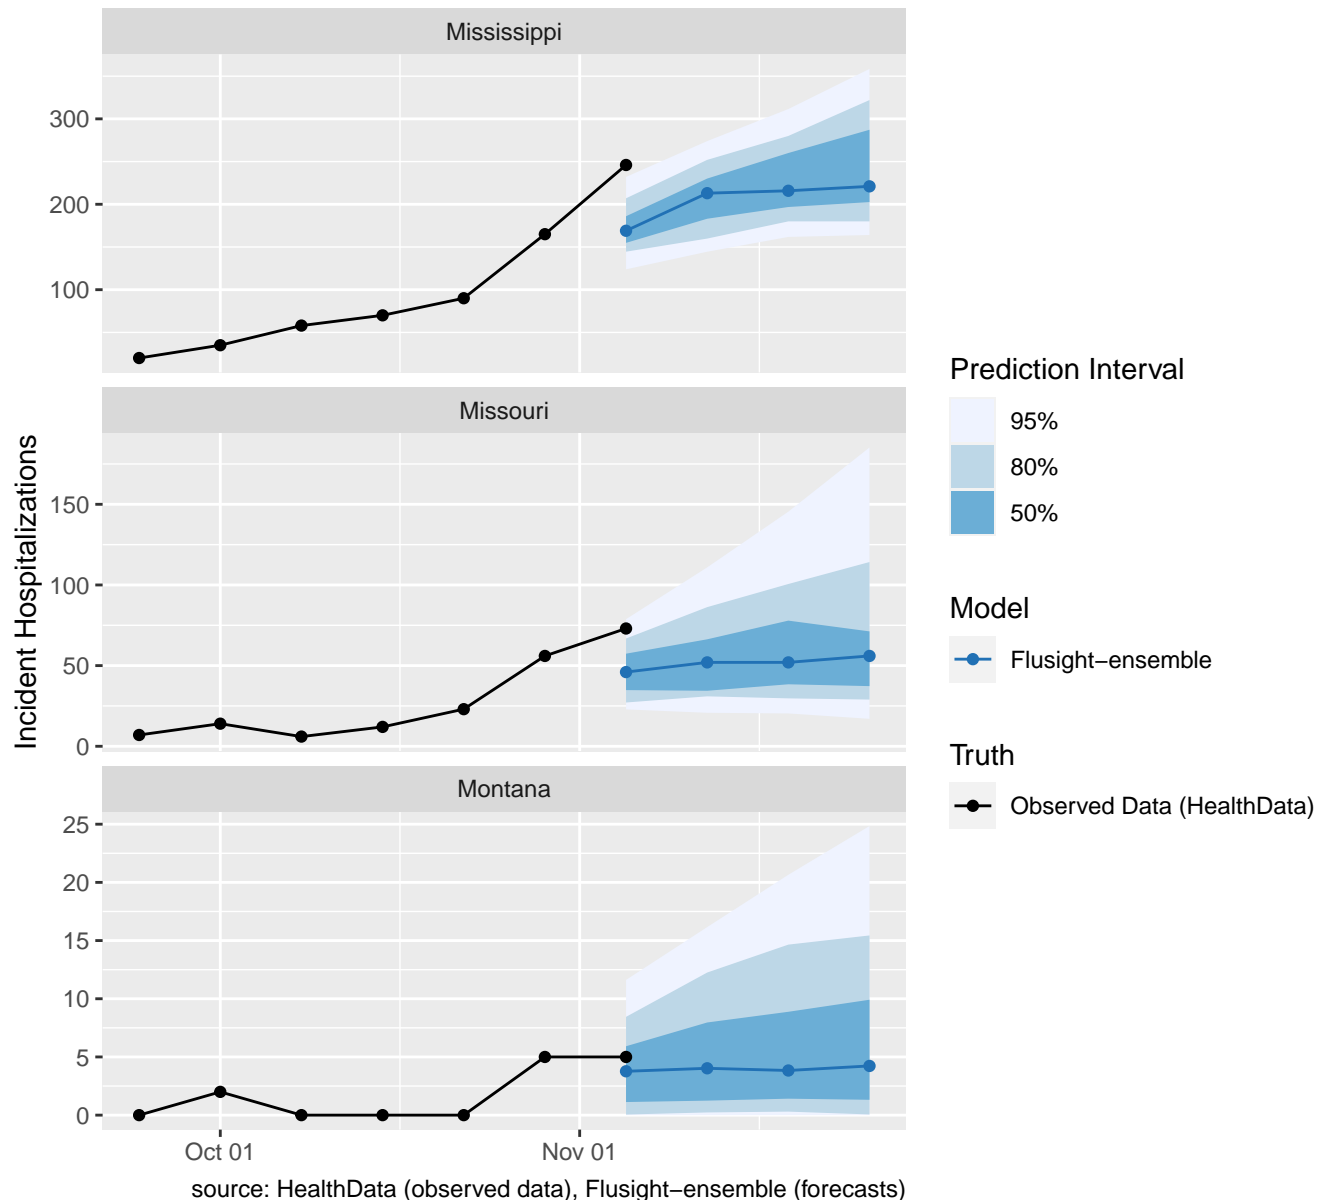 Mississippi
300
200
100
Missouri
150
100
50
0
Montana
25
20
15
10
5
0
Incident Hospitalizations
Oct 01
Nov 01
source: HealthData (observed data), Flusight−ensemble (forecasts)
Prediction Interval
95%
80%
50%
Model
Flusight−ensemble
Truth
Observed Data (HealthData)